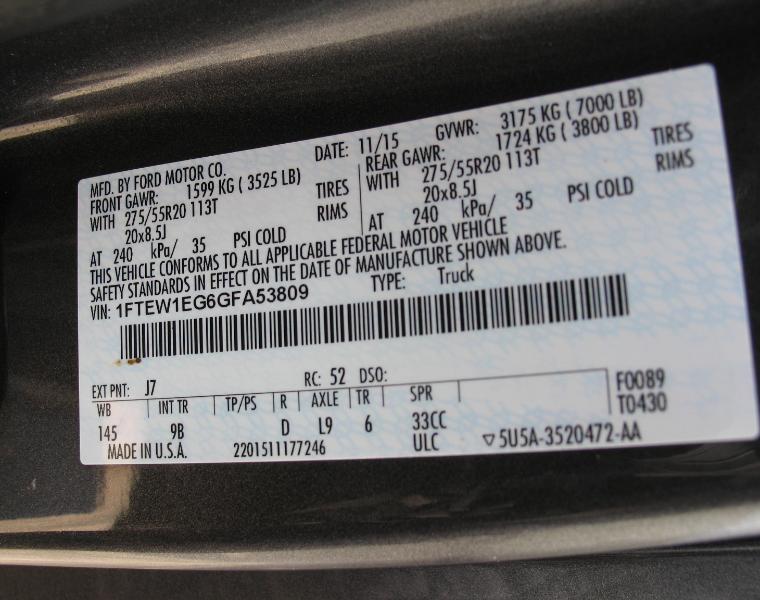 MFD. BY FORD MOTOR CO. DATE: 11/15 GVWR: 3175 KG ( 7000 LB)
FRONT GAWR: 1599 KG ( 3525 LB) REAR GAWR: 1724 KG ( 3800 LB)
WITH 275/55R20 113T TIRES WITH 275/55R20 113T TIRES
20x8.5J RIMS 20x8.5J RIMS
AT 240 kPa/ 35 PSI COLD AT 240 kPa/ 35 PSI COLD
THIS VEHICLE CONFORMS TO ALL APPLICABLE FEDERAL MOTOR VEHICLE
SAFETY STANDARDS IN EFFECT ON THE DATE OF MANUFACTURE SHOWN ABOVE.
VIN: 1FTEW1EG6GFA53809 TYPE: Truck
EXT PNT: J7 RC: 52 DSO: F0089
WB INT TR TP/PS R AXLE TR SPR T0430
145 9B D L9 6 33CC
MADE IN U.S.A. 2201511177246 ULC ▽5U5A-3520472-AA